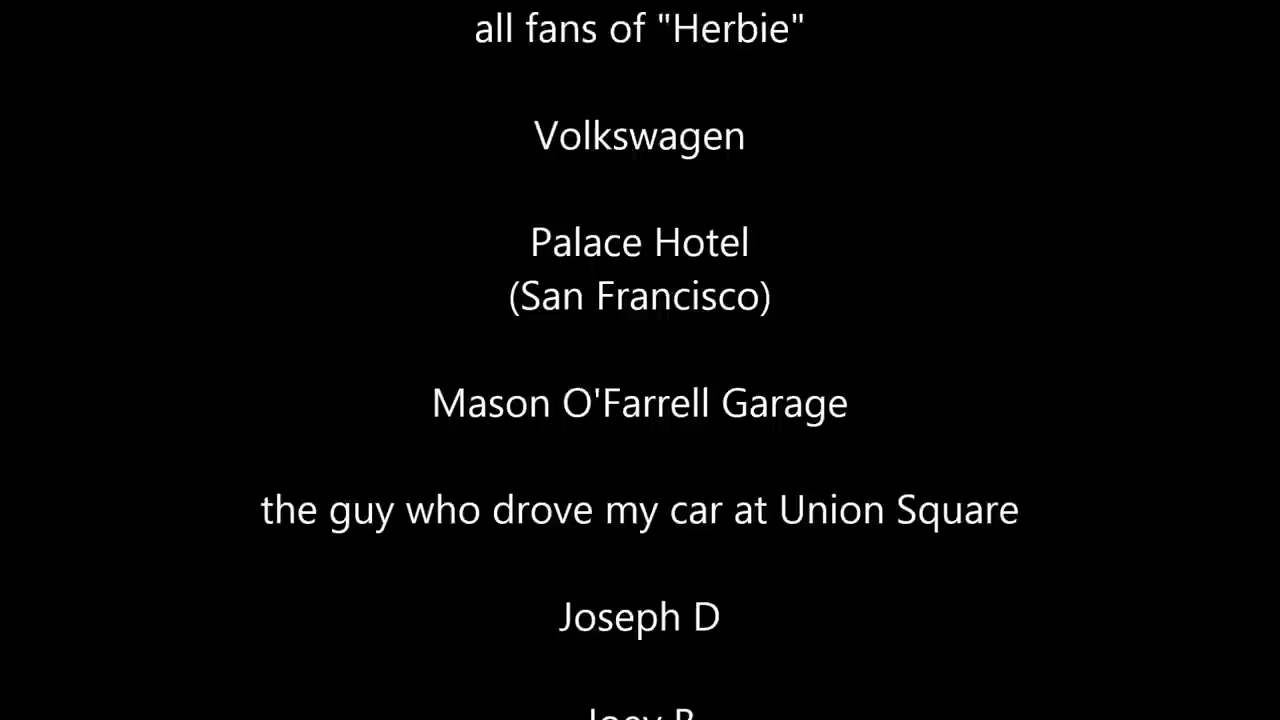 all fans of "Herbie"
Volkswagen
Palace Hotel
(San Francisco)
Mason O'Farrell Garage
the guy who drove my car at Union Square
Joseph D